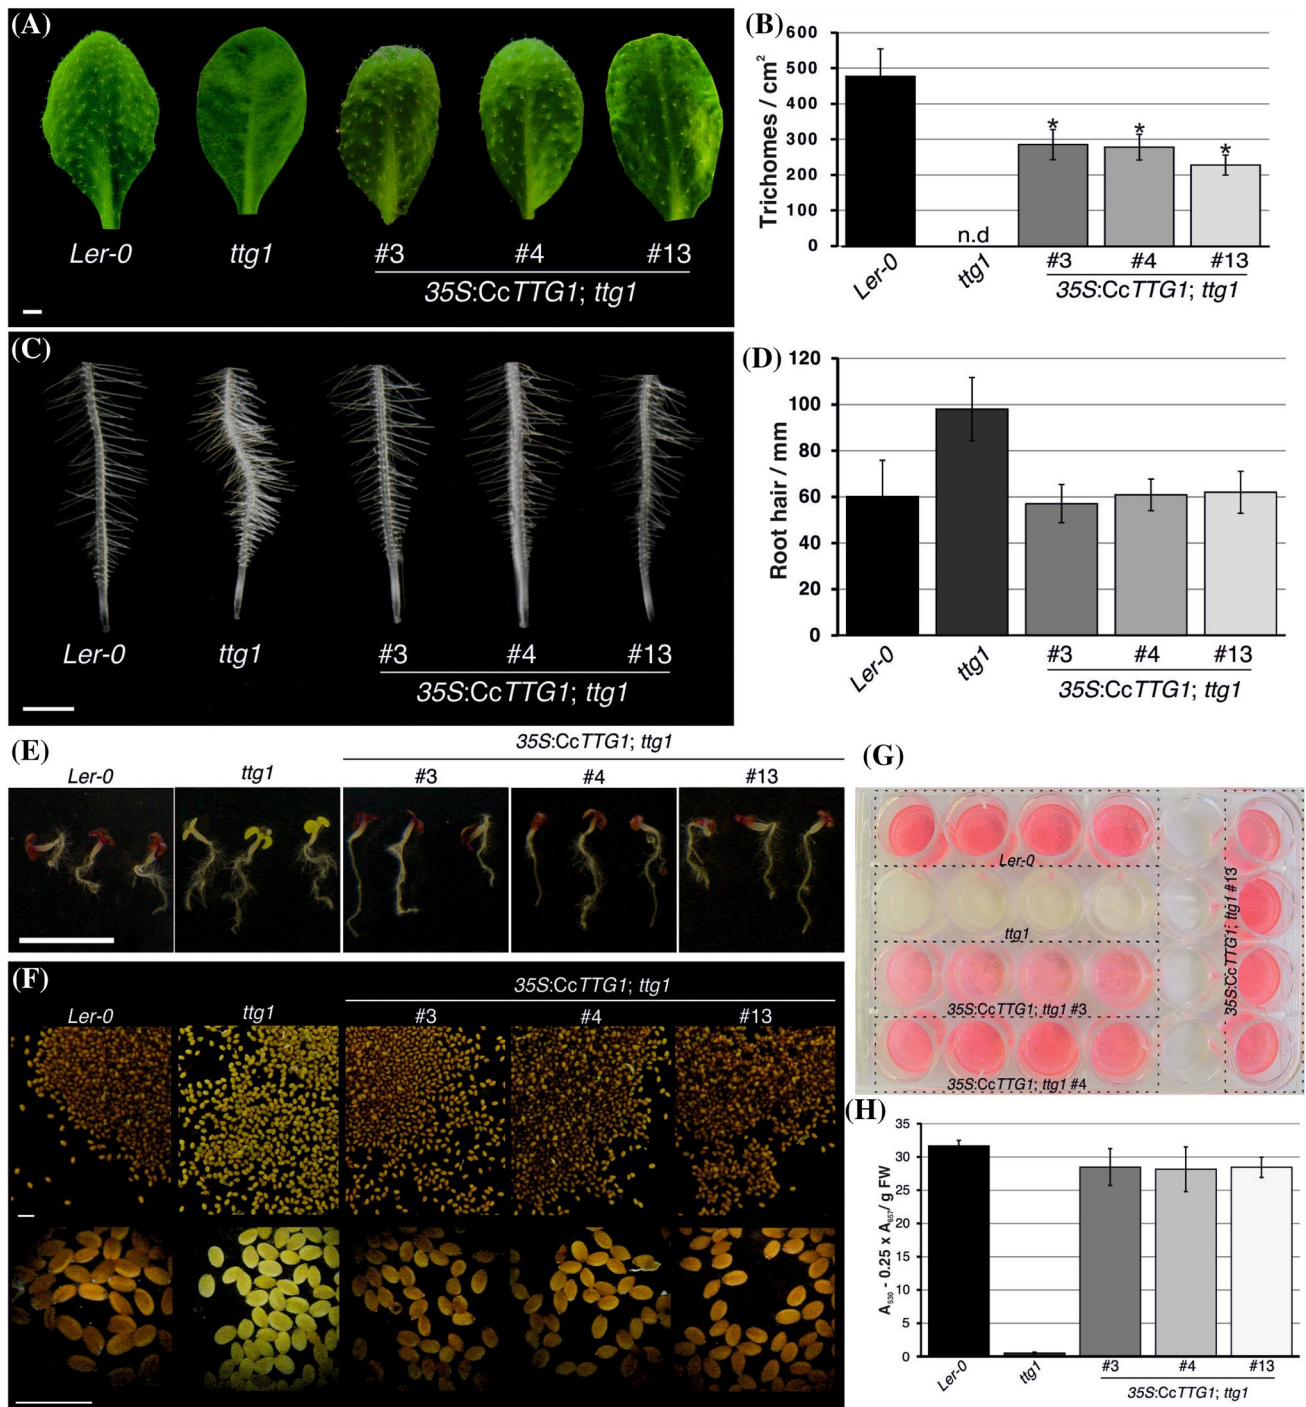 (A)
Ler-0 ttg1 #3 #4 #13
35S:CcTTG1; ttg1
(B)
Trichomes / cm²
600
500
400
300
200
100
0
* * *
n.d
Ler-0 ttg1 #3 #4 #13
35S:CcTTG1; ttg1
(C)
Ler-0 ttg1 #3 #4 #13
35S:CcTTG1; ttg1
(D)
Root hair / mm
120
100
80
60
40
20
0
Ler-0 ttg1 #3 #4 #13
35S:CcTTG1; ttg1
(E)
35S:CcTTG1; ttg1
Ler-0 ttg1 #3 #4 #13
(F)
35S:CcTTG1; ttg1
Ler-0 ttg1 #3 #4 #13
(G)
Ler-0
ttg1
35S:CcTTG1; ttg1 #3
35S:CcTTG1; ttg1 #4
35S:CcTTG1; ttg1 #13
(H)
A530 - 0.25 x A657/ g FW
35
30
25
20
15
10
5
0
Ler-0 ttg1 #3 #4 #13
35S:CcTTG1; ttg1